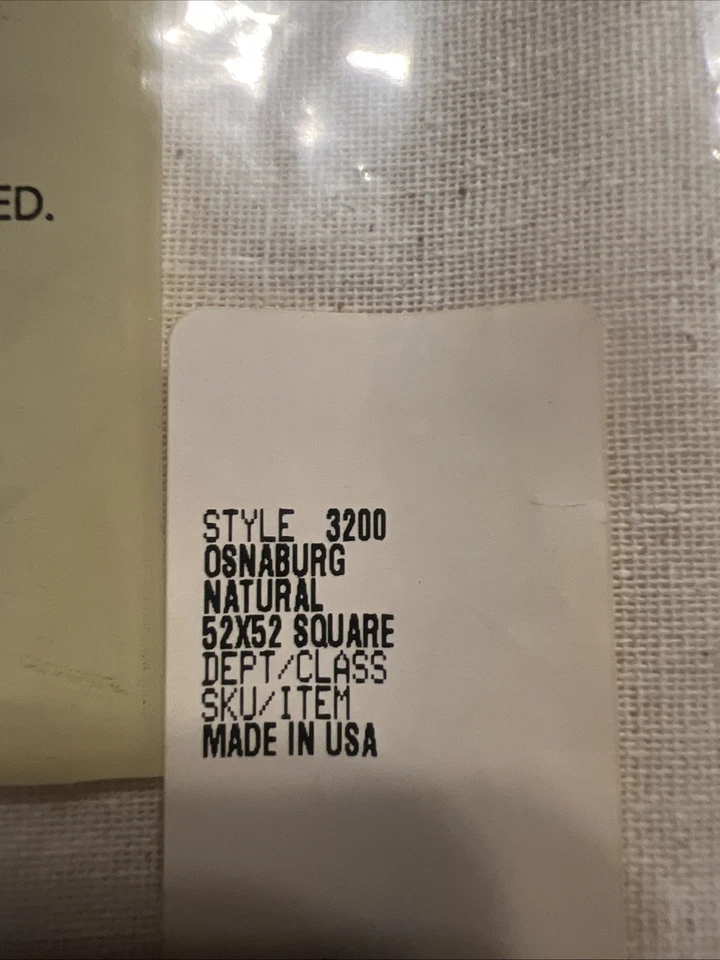 ED.
STYLE 3200
OSNABURG
NATURAL
52X52 SQUARE
DEPT/CLASS
SKU/ITEM
MADE IN USA